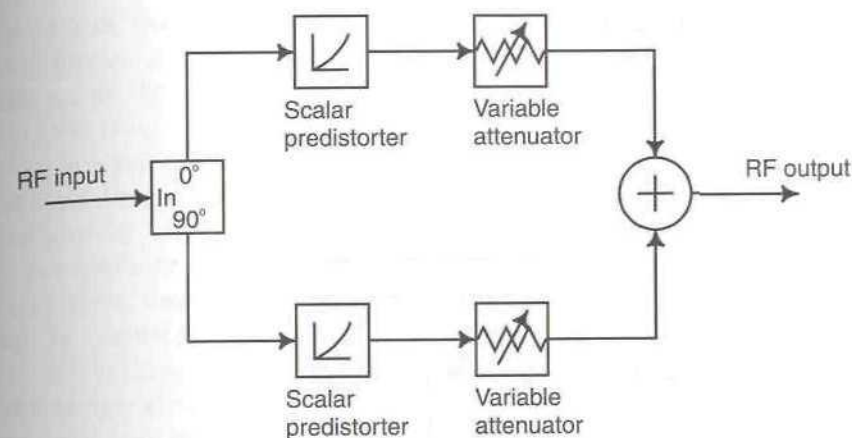 Scalar
predistorter
Variable
attenuator
RF input
0°
In
90°
+
RF output
Scalar
predistorter
Variable
attenuator